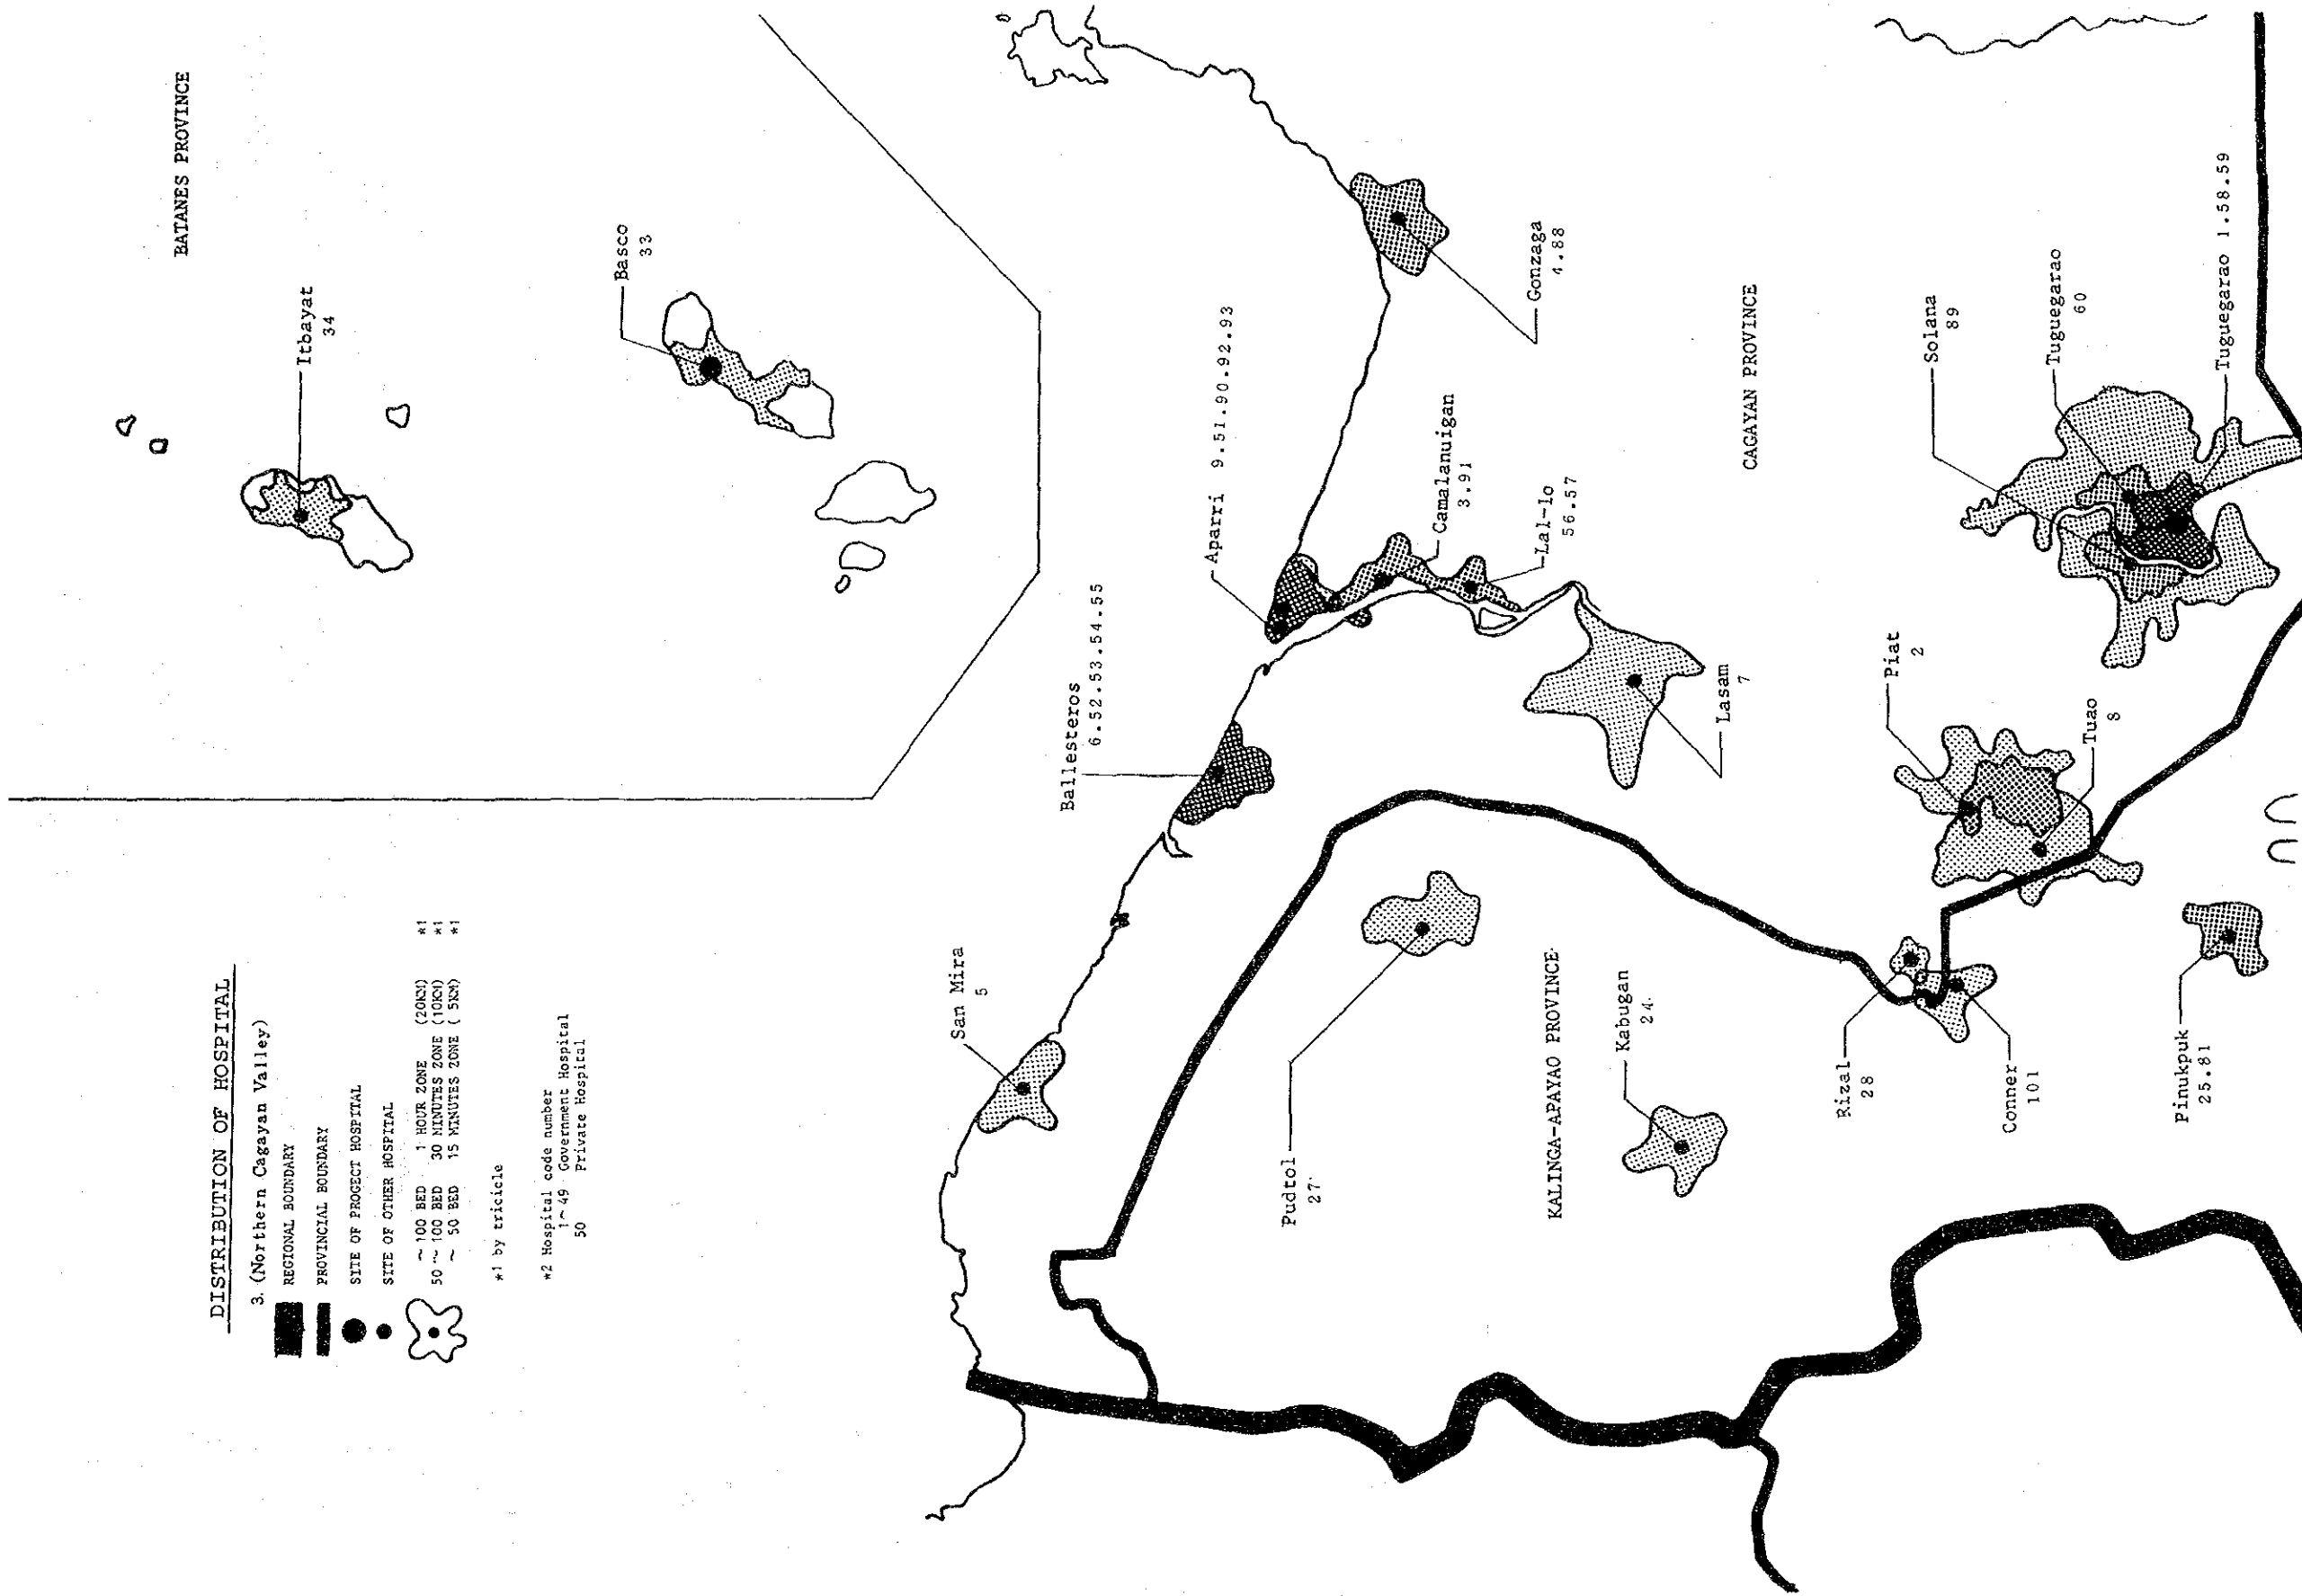 DISTRIBUTION OF HOSPITAL
3. (Northern Cagayan Valley)
REGIONAL BOUNDARY
PROVINCIAL BOUNDARY
SITE OF PROGECT HOSPITAL
SITE OF OTHER HOSPITAL
~ 100 BED 1 HOUR ZONE (20KM) *1
50 ~ 100 BED 30 MINUTES ZONE (10KM) *1
~ 50 BED 15 MINUTES ZONE ( 5KM) *1
*1 by tricicle
*2 Hospital code number
1~49 Government Hospital
50 Private Hospital
BATANES PROVINCE
Itbayat
34
Basco
33
San Mira
5
Ballesteros
6.52.53.54.55
Aparri 9.51.90.92.93
Camalanuigan
3.91
Lal-lo
56.57
Gonzaga
4.88
Lasam
7
CAGAYAN PROVINCE
Pudtol
27
KALINGA-APAYAO PROVINCE
Kabugan
24
Rizal
28
Conner
101
Pinukpuk
25.81
Piat
2
Tuao
8
Solana
89
Tuguegarao
60
Tuguegarao 1.58.59